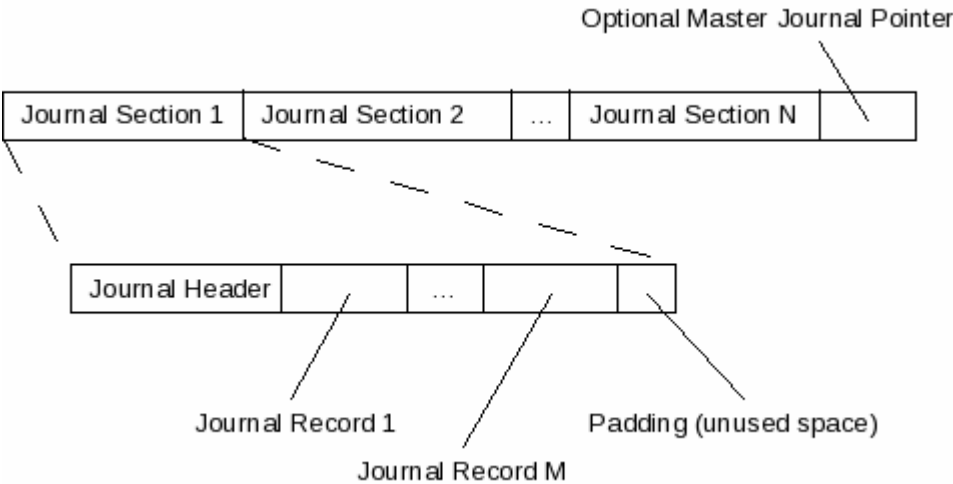 Optional Master Journal Pointer
Journal Section 1 Journal Section 2 ... Journal Section N
Journal Header ...
Journal Record 1 Padding (unused space)
Journal Record M